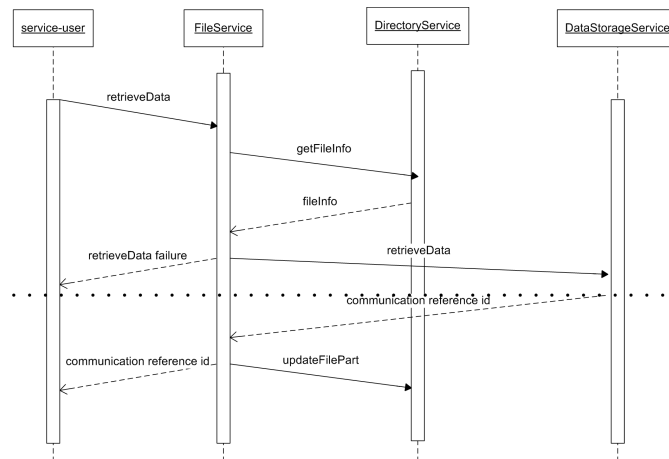 service-user
FileService
DirectoryService
DataStorageService
retrieveData
getFileInfo
fileInfo
retrieveData failure
retrieveData
communication reference id
communication reference id
updateFilePart